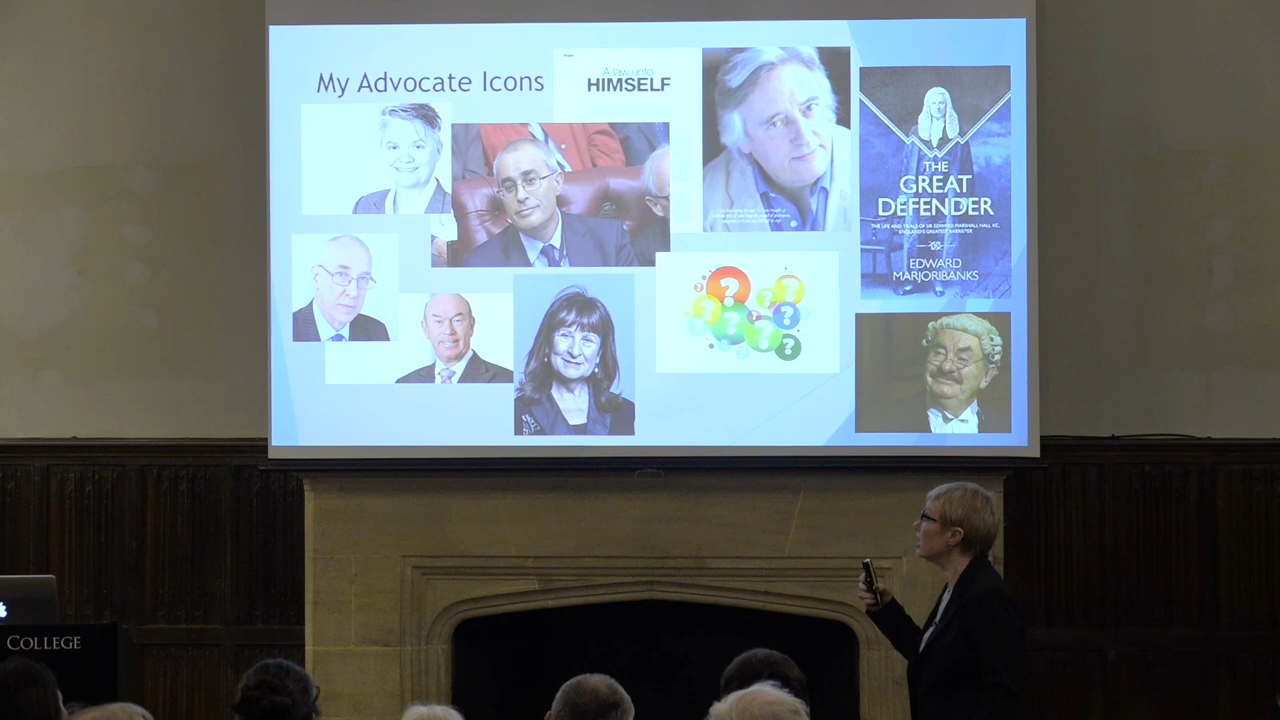 My Advocate Icons
A law unto
HIMSELF
THE
GREAT
DEFENDER
THE LIFE AND TRIALS OF SIR EDWARD MARSHALL HALL KC,
ENGLAND'S GREATEST BARRISTER
EDWARD
MARJORIBANKS
? ? ? ? ? ? ? ? ?
COLLEGE